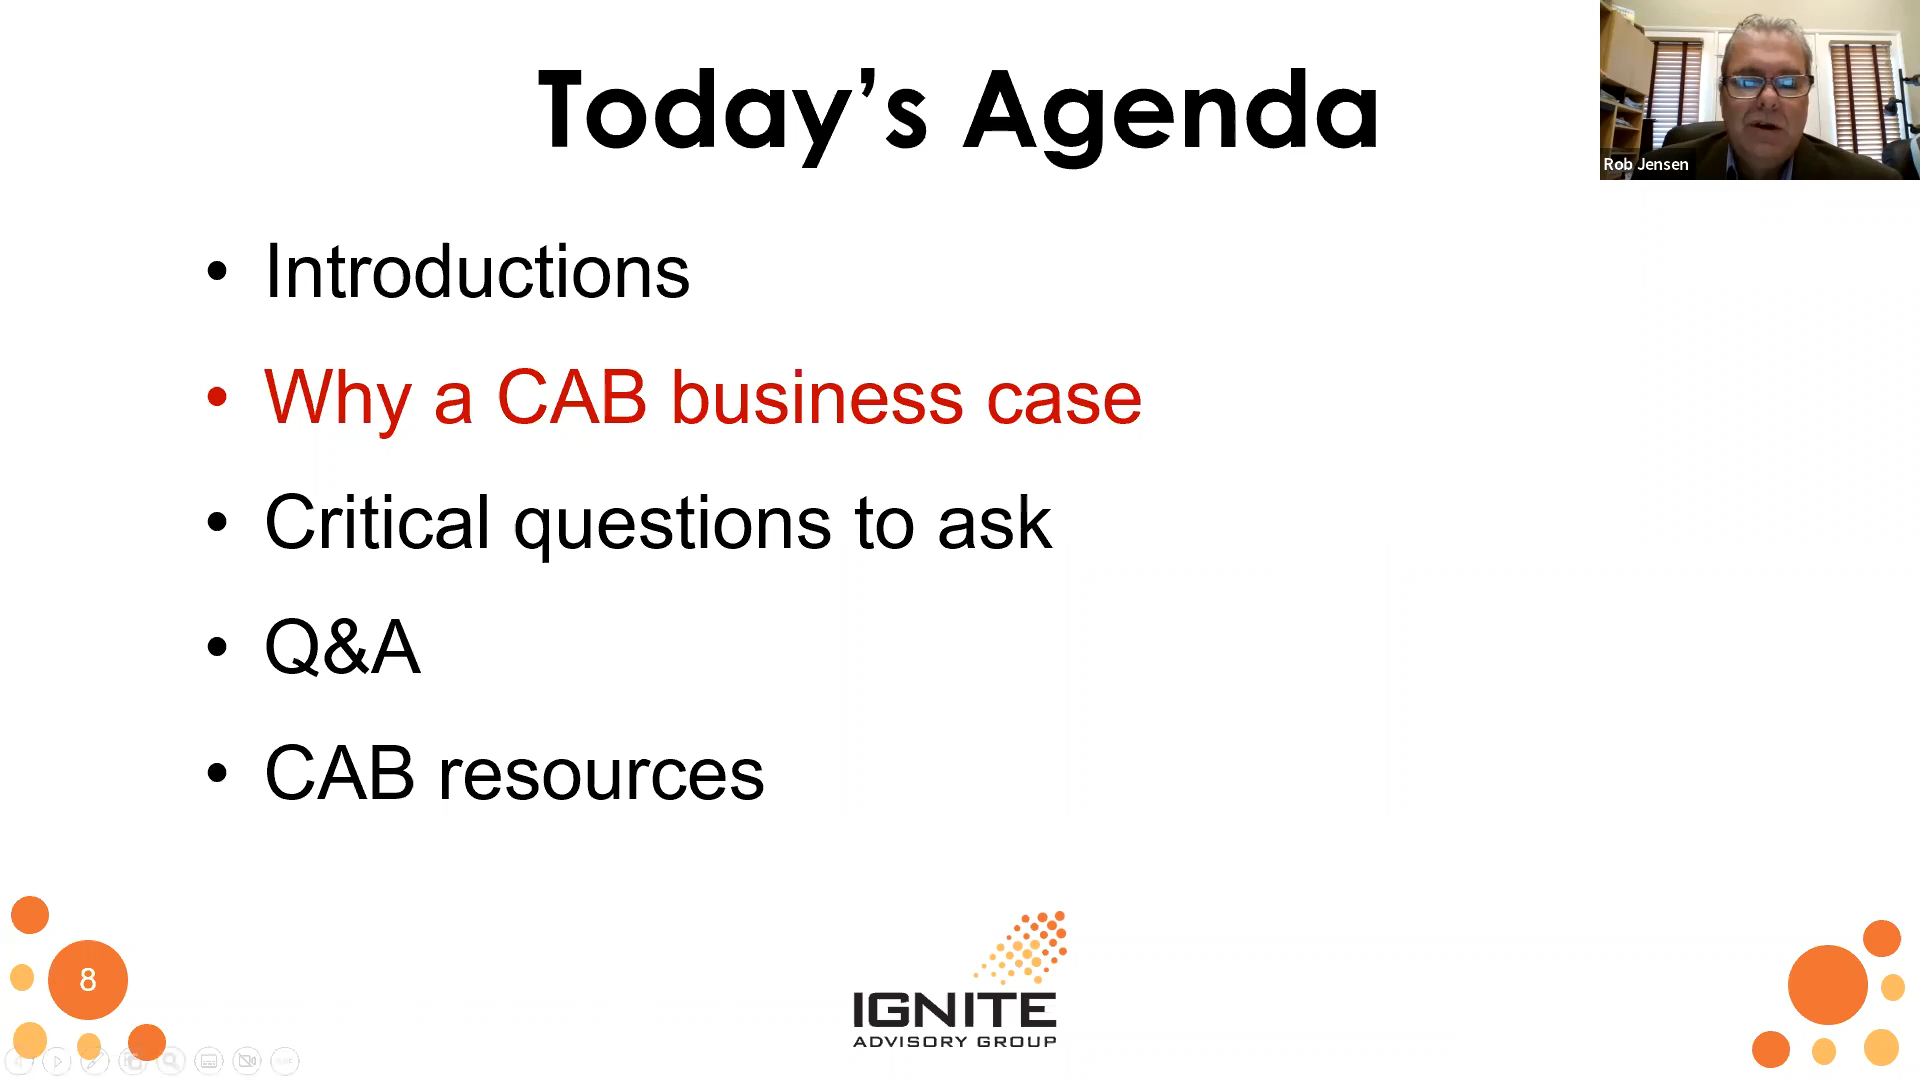 Today’s Agenda
Rob Jensen
• Introductions
• Why a CAB business case
• Critical questions to ask
• Q&A
• CAB resources
8
IGNITE
ADVISORY GROUP